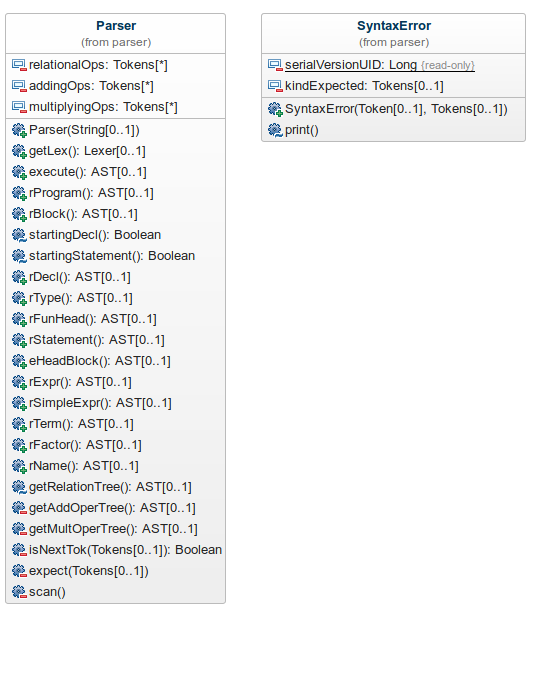 Parser
(from parser)
relationalOps: Tokens[*]
addingOps: Tokens[*]
multiplyingOps: Tokens[*]
Parser(String[0..1])
getLex(): Lexer[0..1]
execute(): AST[0..1]
rProgram(): AST[0..1]
rBlock(): AST[0..1]
startingDecl(): Boolean
startingStatement(): Boolean
rDecl(): AST[0..1]
rType(): AST[0..1]
rFunHead(): AST[0..1]
rStatement(): AST[0..1]
eHeadBlock(): AST[0..1]
rExpr(): AST[0..1]
rSimpleExpr(): AST[0..1]
rTerm(): AST[0..1]
rFactor(): AST[0..1]
rName(): AST[0..1]
getRelationTree(): AST[0..1]
getAddOperTree(): AST[0..1]
getMultOperTree(): AST[0..1]
isNextTok(Tokens[0..1]): Boolean
expect(Tokens[0..1])
scan()
SyntaxError
(from parser)
serialVersionUID: Long {read-only}
kindExpected: Tokens[0..1]
SyntaxError(Token[0..1], Tokens[0..1])
print()